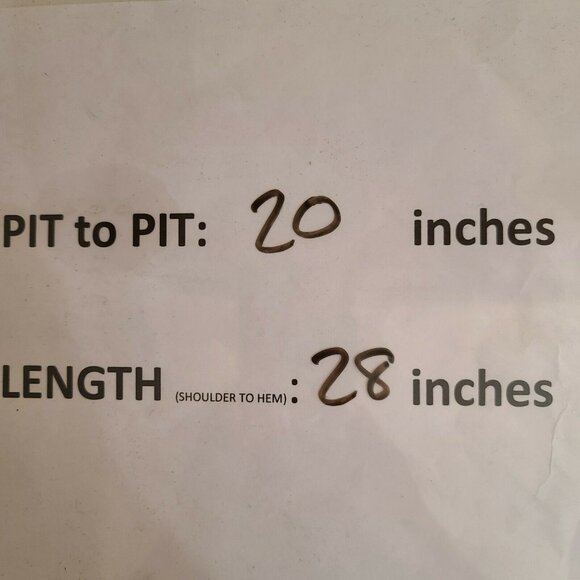 PIT to PIT: 20 inches
LENGTH (SHOULDER TO HEM): 28 inches